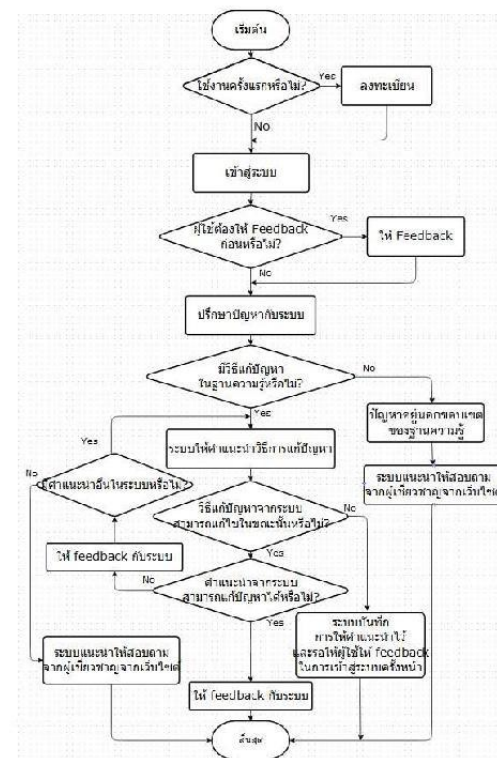 เริ่มต้น
ใช้งานครั้งแรกหรือไม่?
Yes
ลงทะเบียน
No
เข้าสู่ระบบ
ผู้ใช้ต้องให้ Feedback
ก่อนหรือไม่?
Yes
ให้ Feedback
No
ปรึกษาปัญหากับระบบ
มีวิธีแก้ปัญหา
ในฐานความรู้หรือไม่?
No
Yes
ปัญหาอยู่นอกขอบเขต
ของฐานความรู้
ระบบให้คำแนะนำวิธีการแก้ปัญหา
Yes
No
มีคำแนะนำอื่นในระบบหรือไม่?
ระบบแนะนำให้สอบถาม
จากผู้เชี่ยวชาญจากเว็บไซต์
วิธีแก้ปัญหาจากระบบ
สามารถแก้ไขในขณะนั้นหรือไม่?
No
Yes
ให้ feedback กับระบบ
No
คำแนะนำจากระบบ
สามารถแก้ปัญหาได้หรือไม่?
Yes
ระบบบันทึก
การให้คำแนะนำไว้
และรอให้ผู้ใช้ให้ feedback
ในการเข้าสู่ระบบครั้งหน้า
ระบบแนะนำให้สอบถาม
จากผู้เชี่ยวชาญจากเว็บไซต์
ให้ feedback กับระบบ
สิ้นสุด